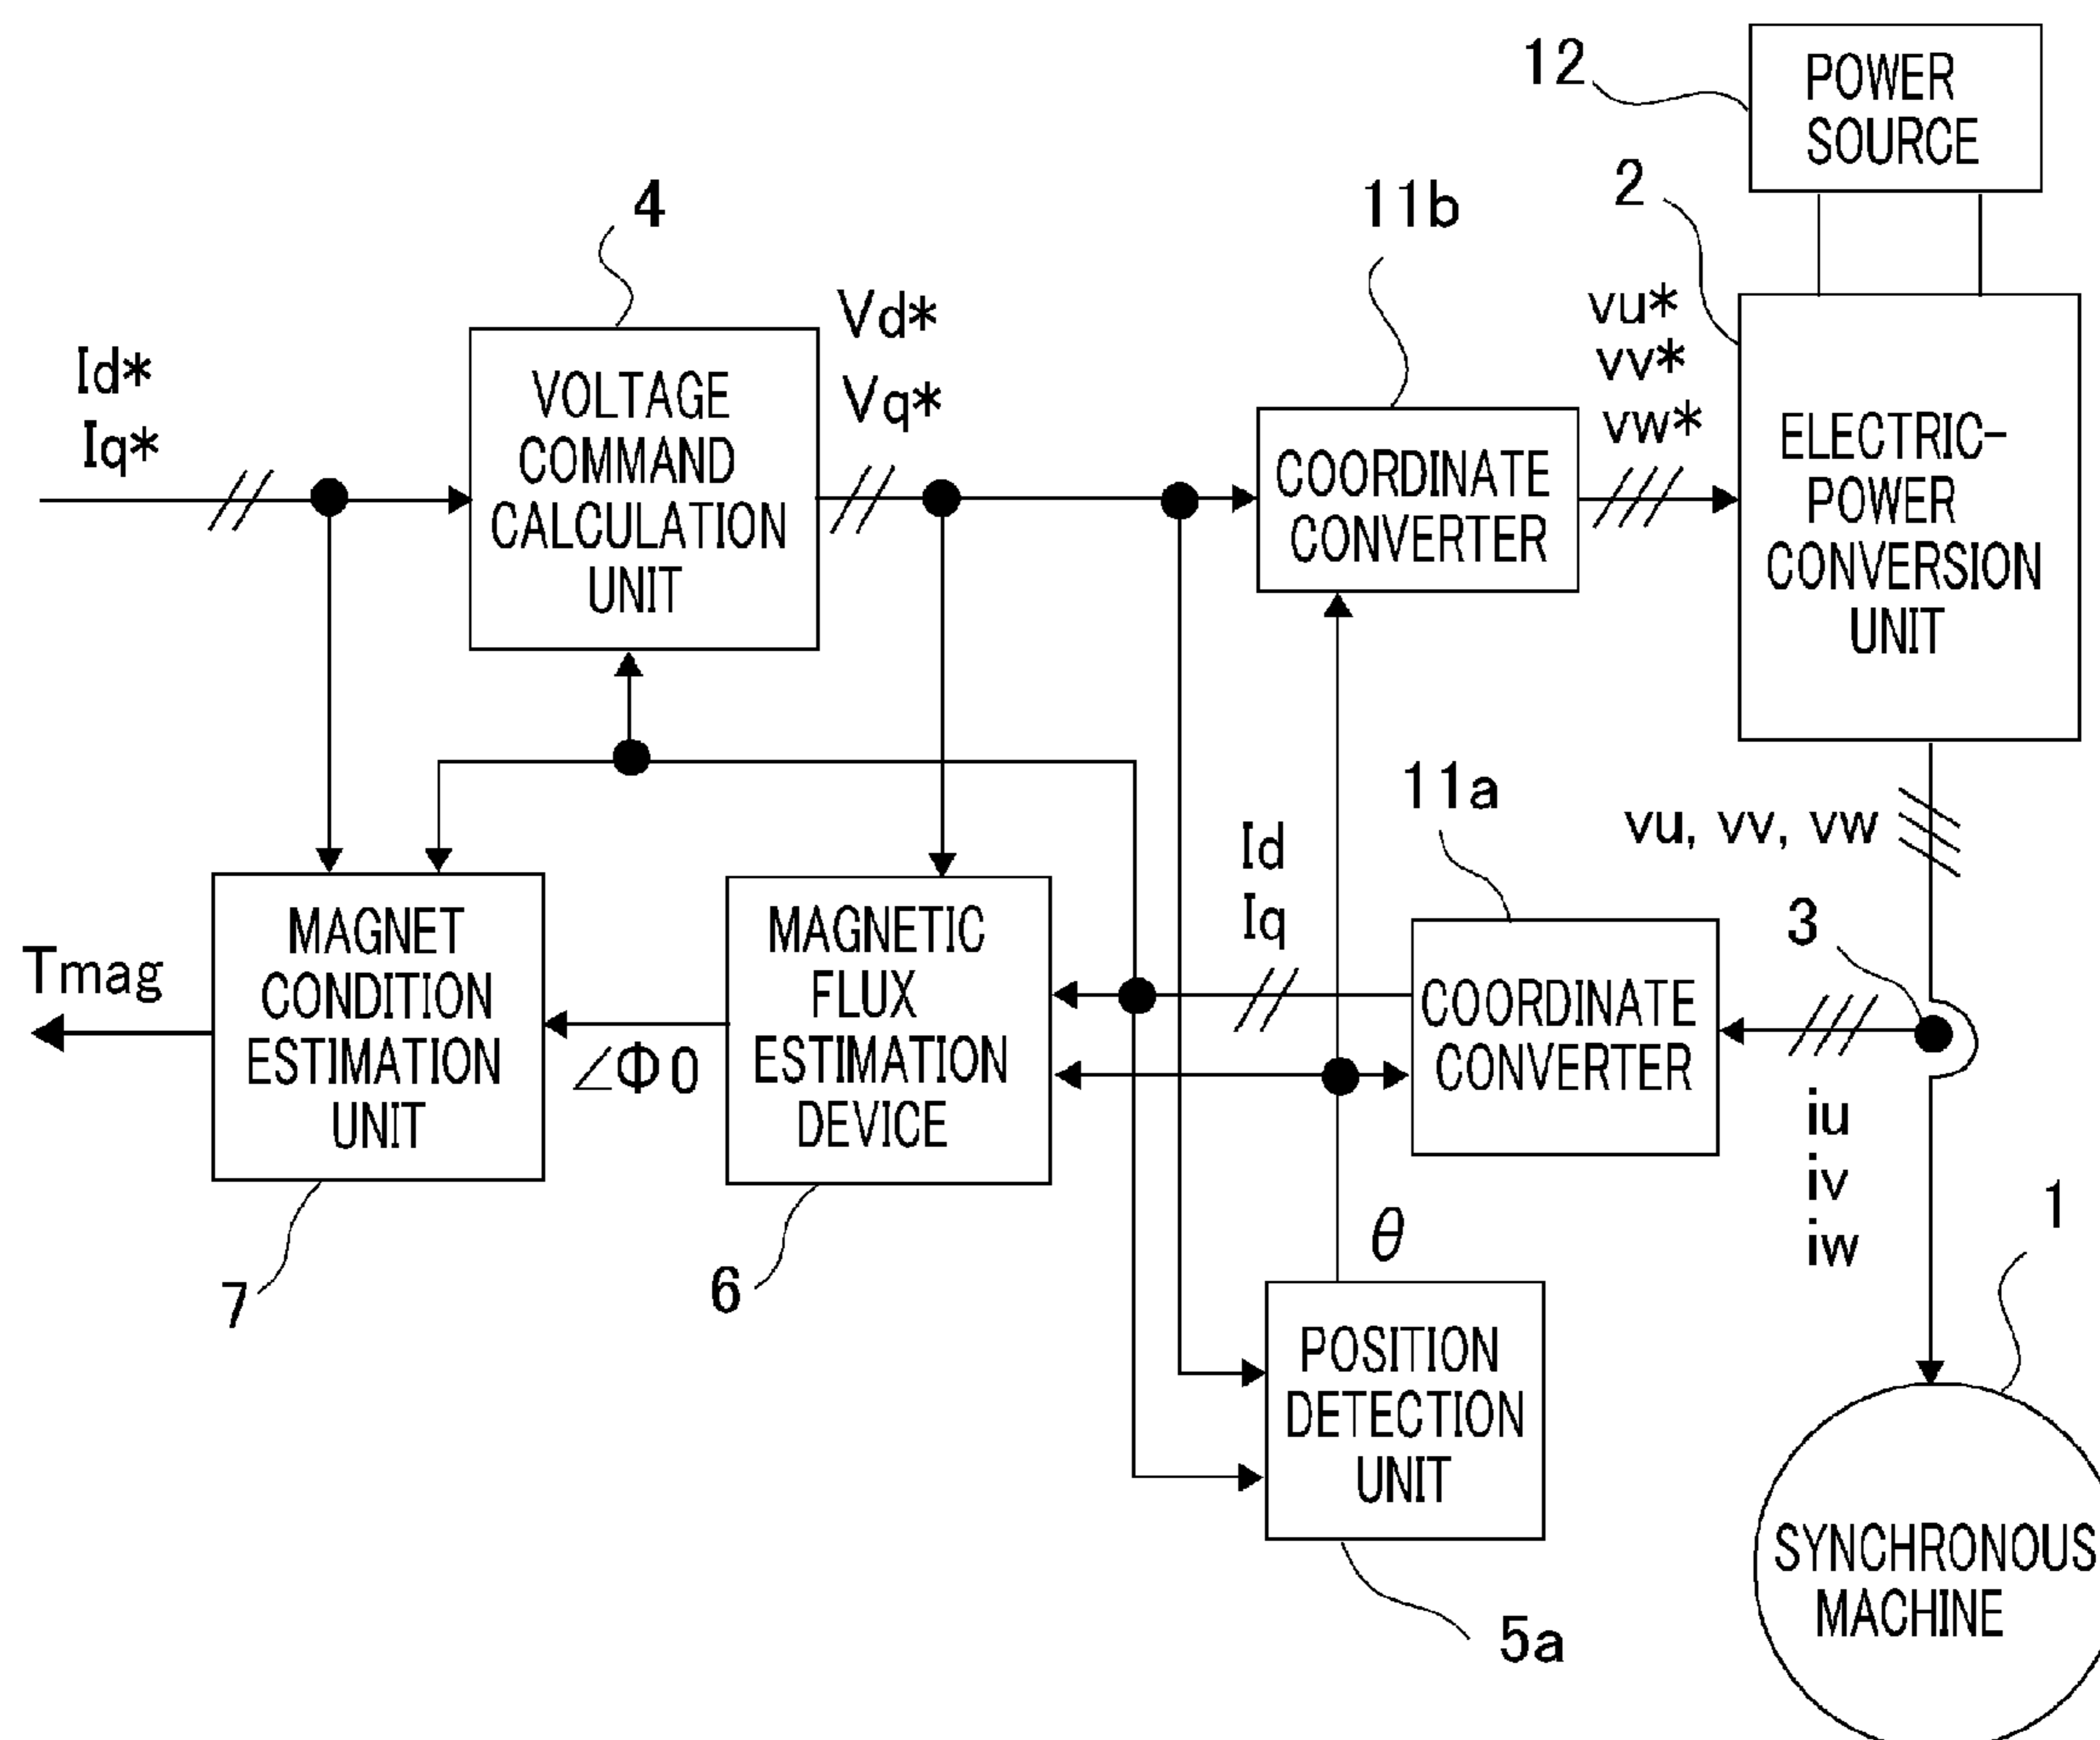 12
POWER
SOURCE
4
11b
2
Id*
Iq*
VOLTAGE
COMMAND
CALCULATION
UNIT
Vd*
Vq*
COORDINATE
CONVERTER
vu*
vv*
vw*
ELECTRIC-
POWER
CONVERSION
UNIT
11a
vu, vv, vw
Id
Iq
3
Tmag
MAGNET
CONDITION
ESTIMATION
UNIT
∠Φ0
MAGNETIC
FLUX
ESTIMATION
DEVICE
COORDINATE
CONVERTER
iu
iv
iw
1
7
6
θ
POSITION
DETECTION
UNIT
5a
SYNCHRONOUS
MACHINE